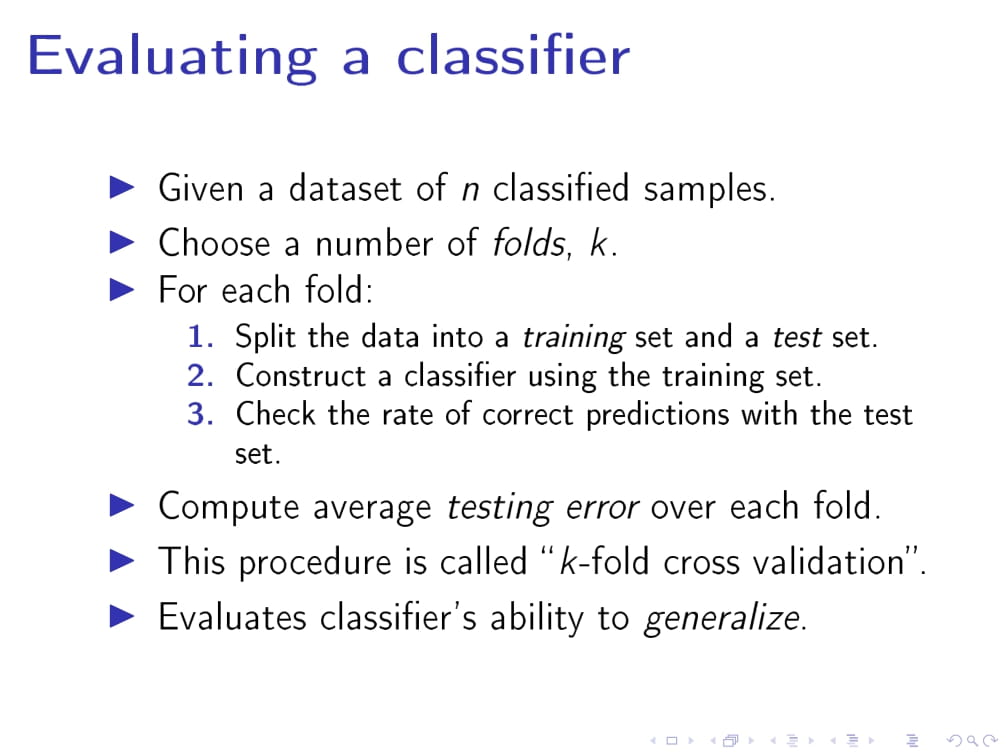 Evaluating a classifier
▶ Given a dataset of n classified samples.
▶ Choose a number of folds, k.
▶ For each fold:
1. Split the data into a training set and a test set.
2. Construct a classifier using the training set.
3. Check the rate of correct predictions with the test
set.
▶ Compute average testing error over each fold.
▶ This procedure is called “k-fold cross validation”.
▶ Evaluates classifier's ability to generalize.